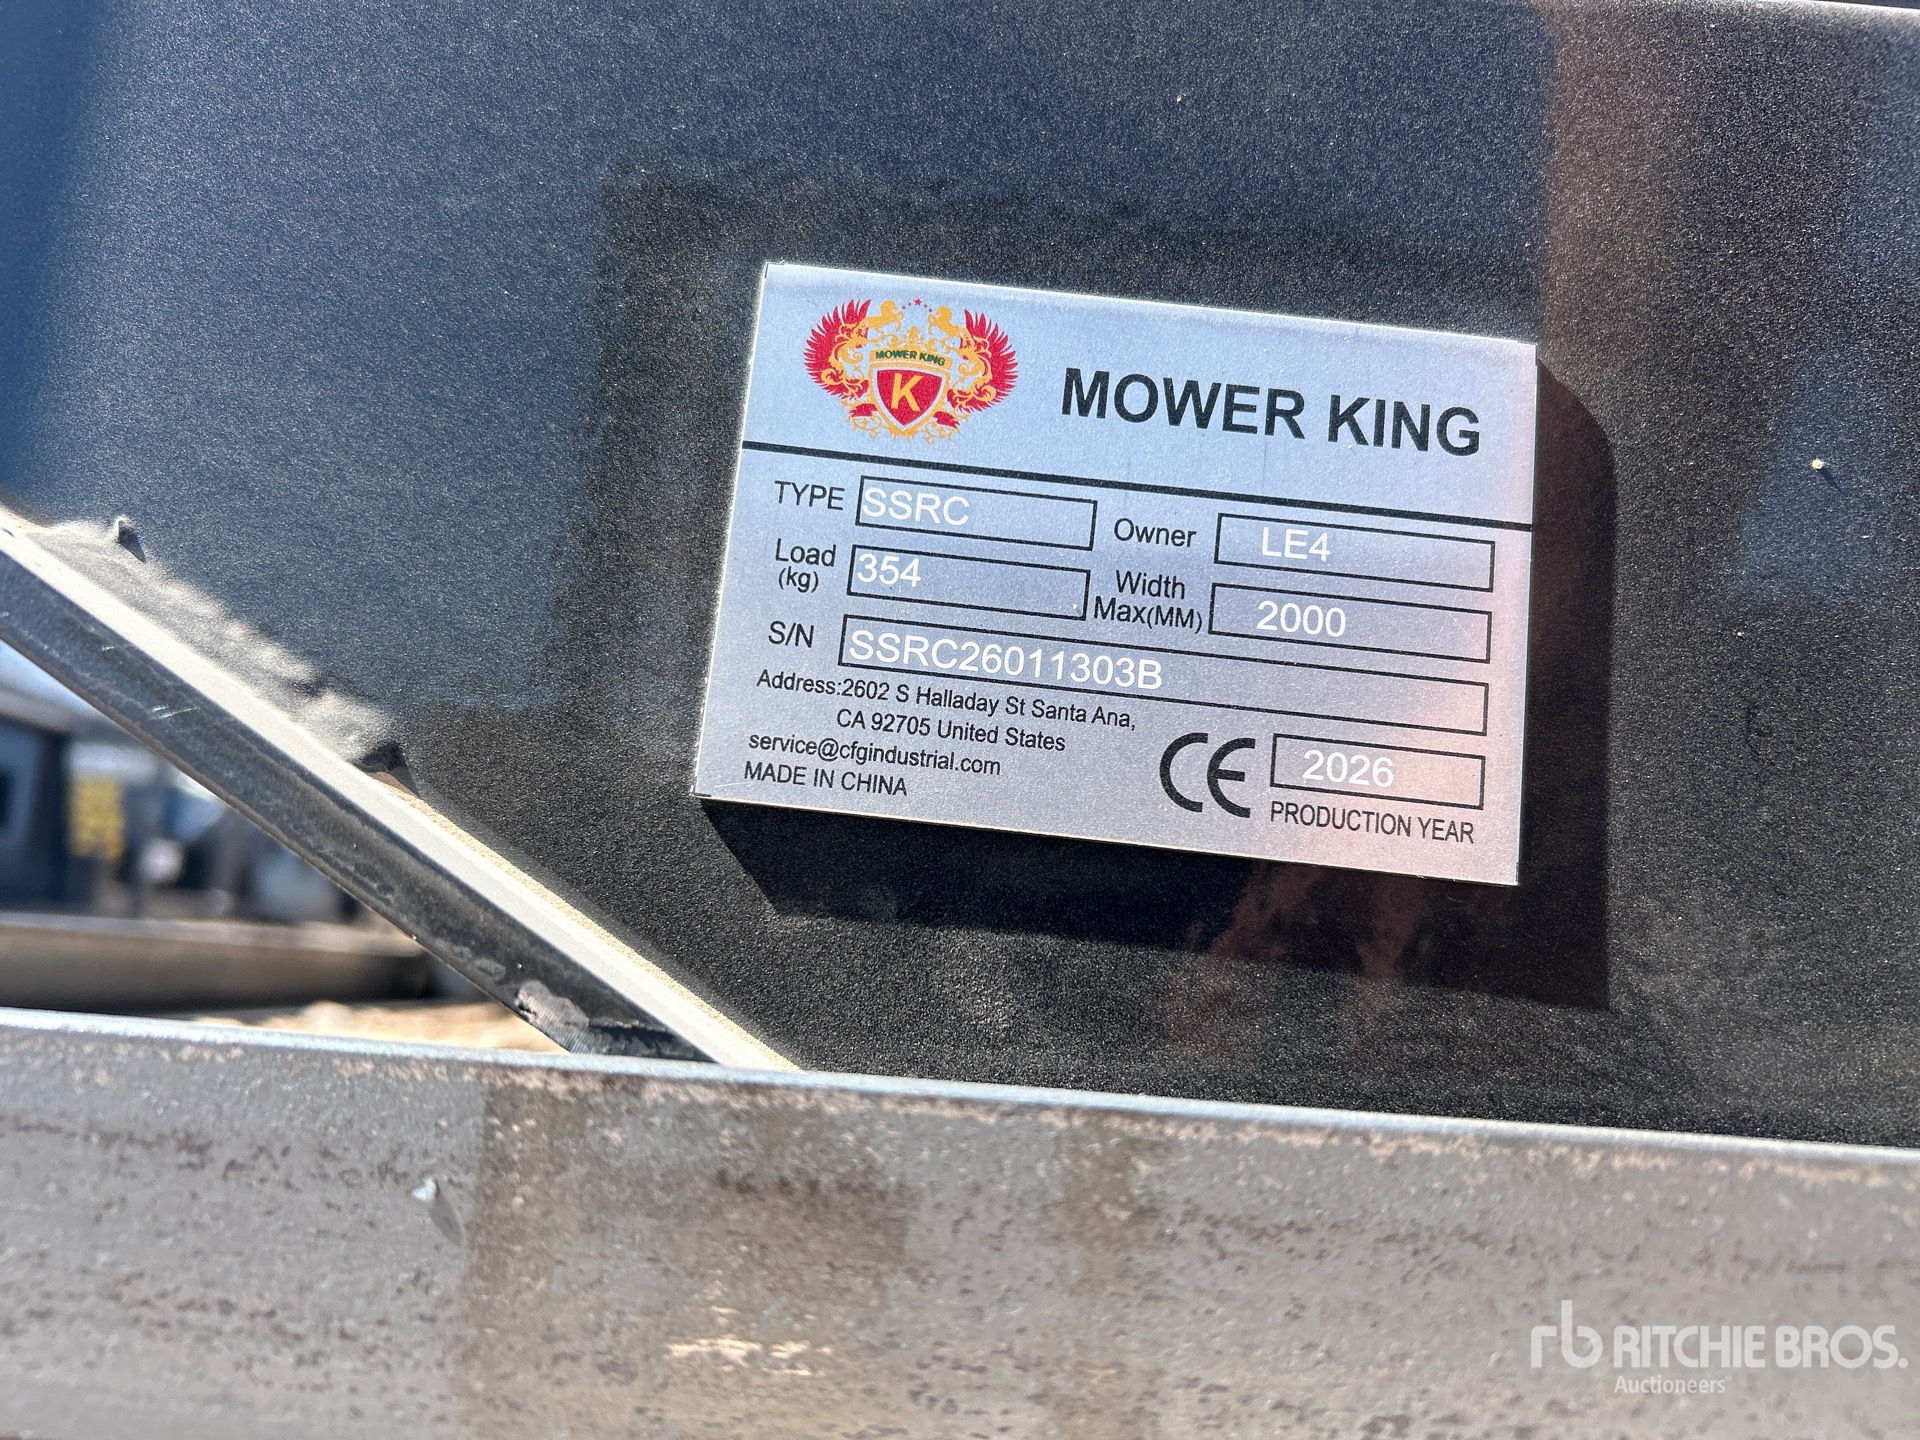 MOWER KING
K
MOWER KING
TYPE SSRC Owner LE4
Load (kg) 354 Width Max(MM) 2000
S/N SSRC26011303B
Address:2602 S Halladay St Santa Ana,
CA 92705 United States
service@cfgindustrial.com
MADE IN CHINA
CE 2026
PRODUCTION YEAR
rb RITCHIE BROS.
Auctioneers